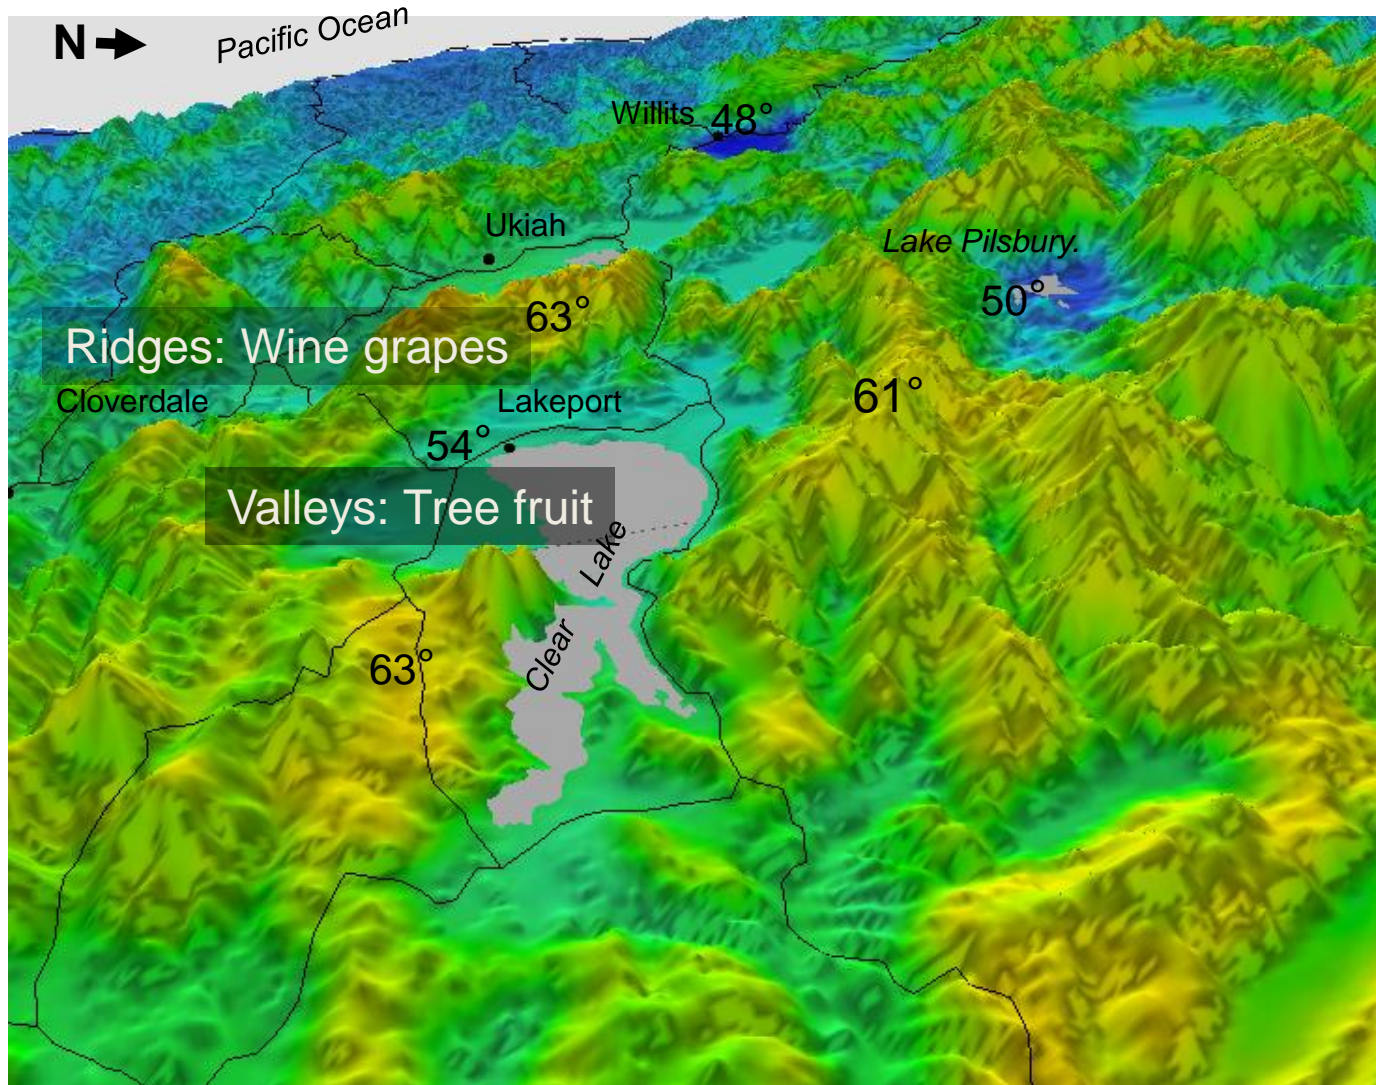 N
Pacific Ocean
Willits
48°
Ukiah
Lake Pilsbury.
50°
63°
Ridges: Wine grapes
61°
Cloverdale
Lakeport
54°
Valleys: Tree fruit
Clear Lake
63°